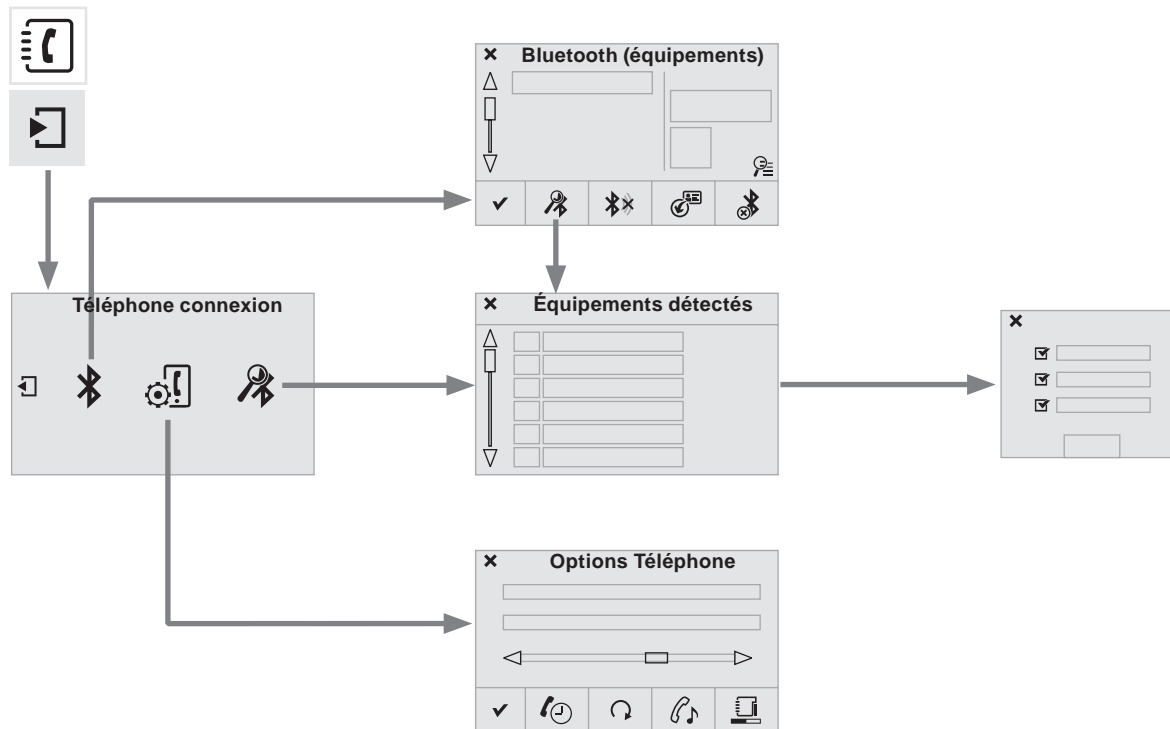 Bluetooth (équipements)
Téléphone connexion
Équipements détectés
Options Téléphone